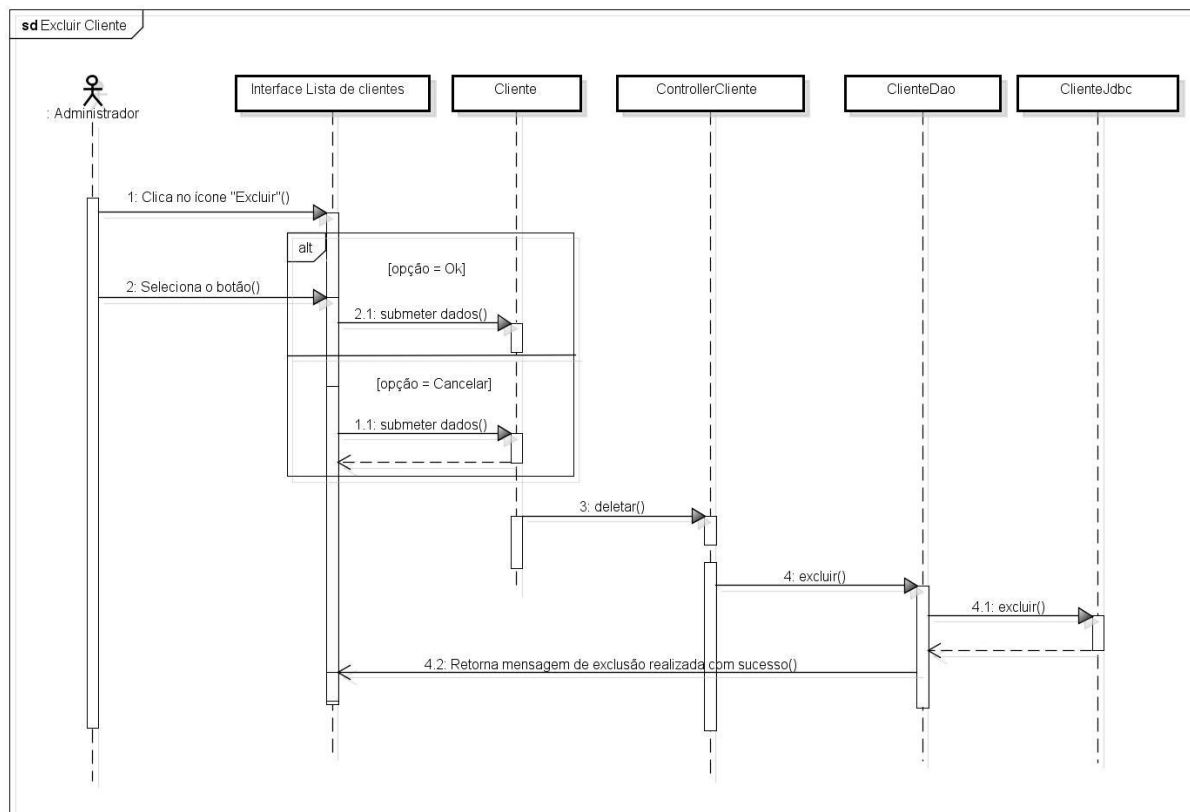 sd Excluir Cliente
: Administrador
Interface Lista de clientes
Cliente
ControllerCliente
ClienteDao
ClienteJdbc
1: Clica no ícone "Excluir"()
alt
[opção = Ok]
2: Seleciona o botão()
2.1: submeter dados()
[opção = Cancelar]
1.1: submeter dados()
3: deletar()
4: excluir()
4.1: excluir()
4.2: Retorna mensagem de exclusão realizada com sucesso()